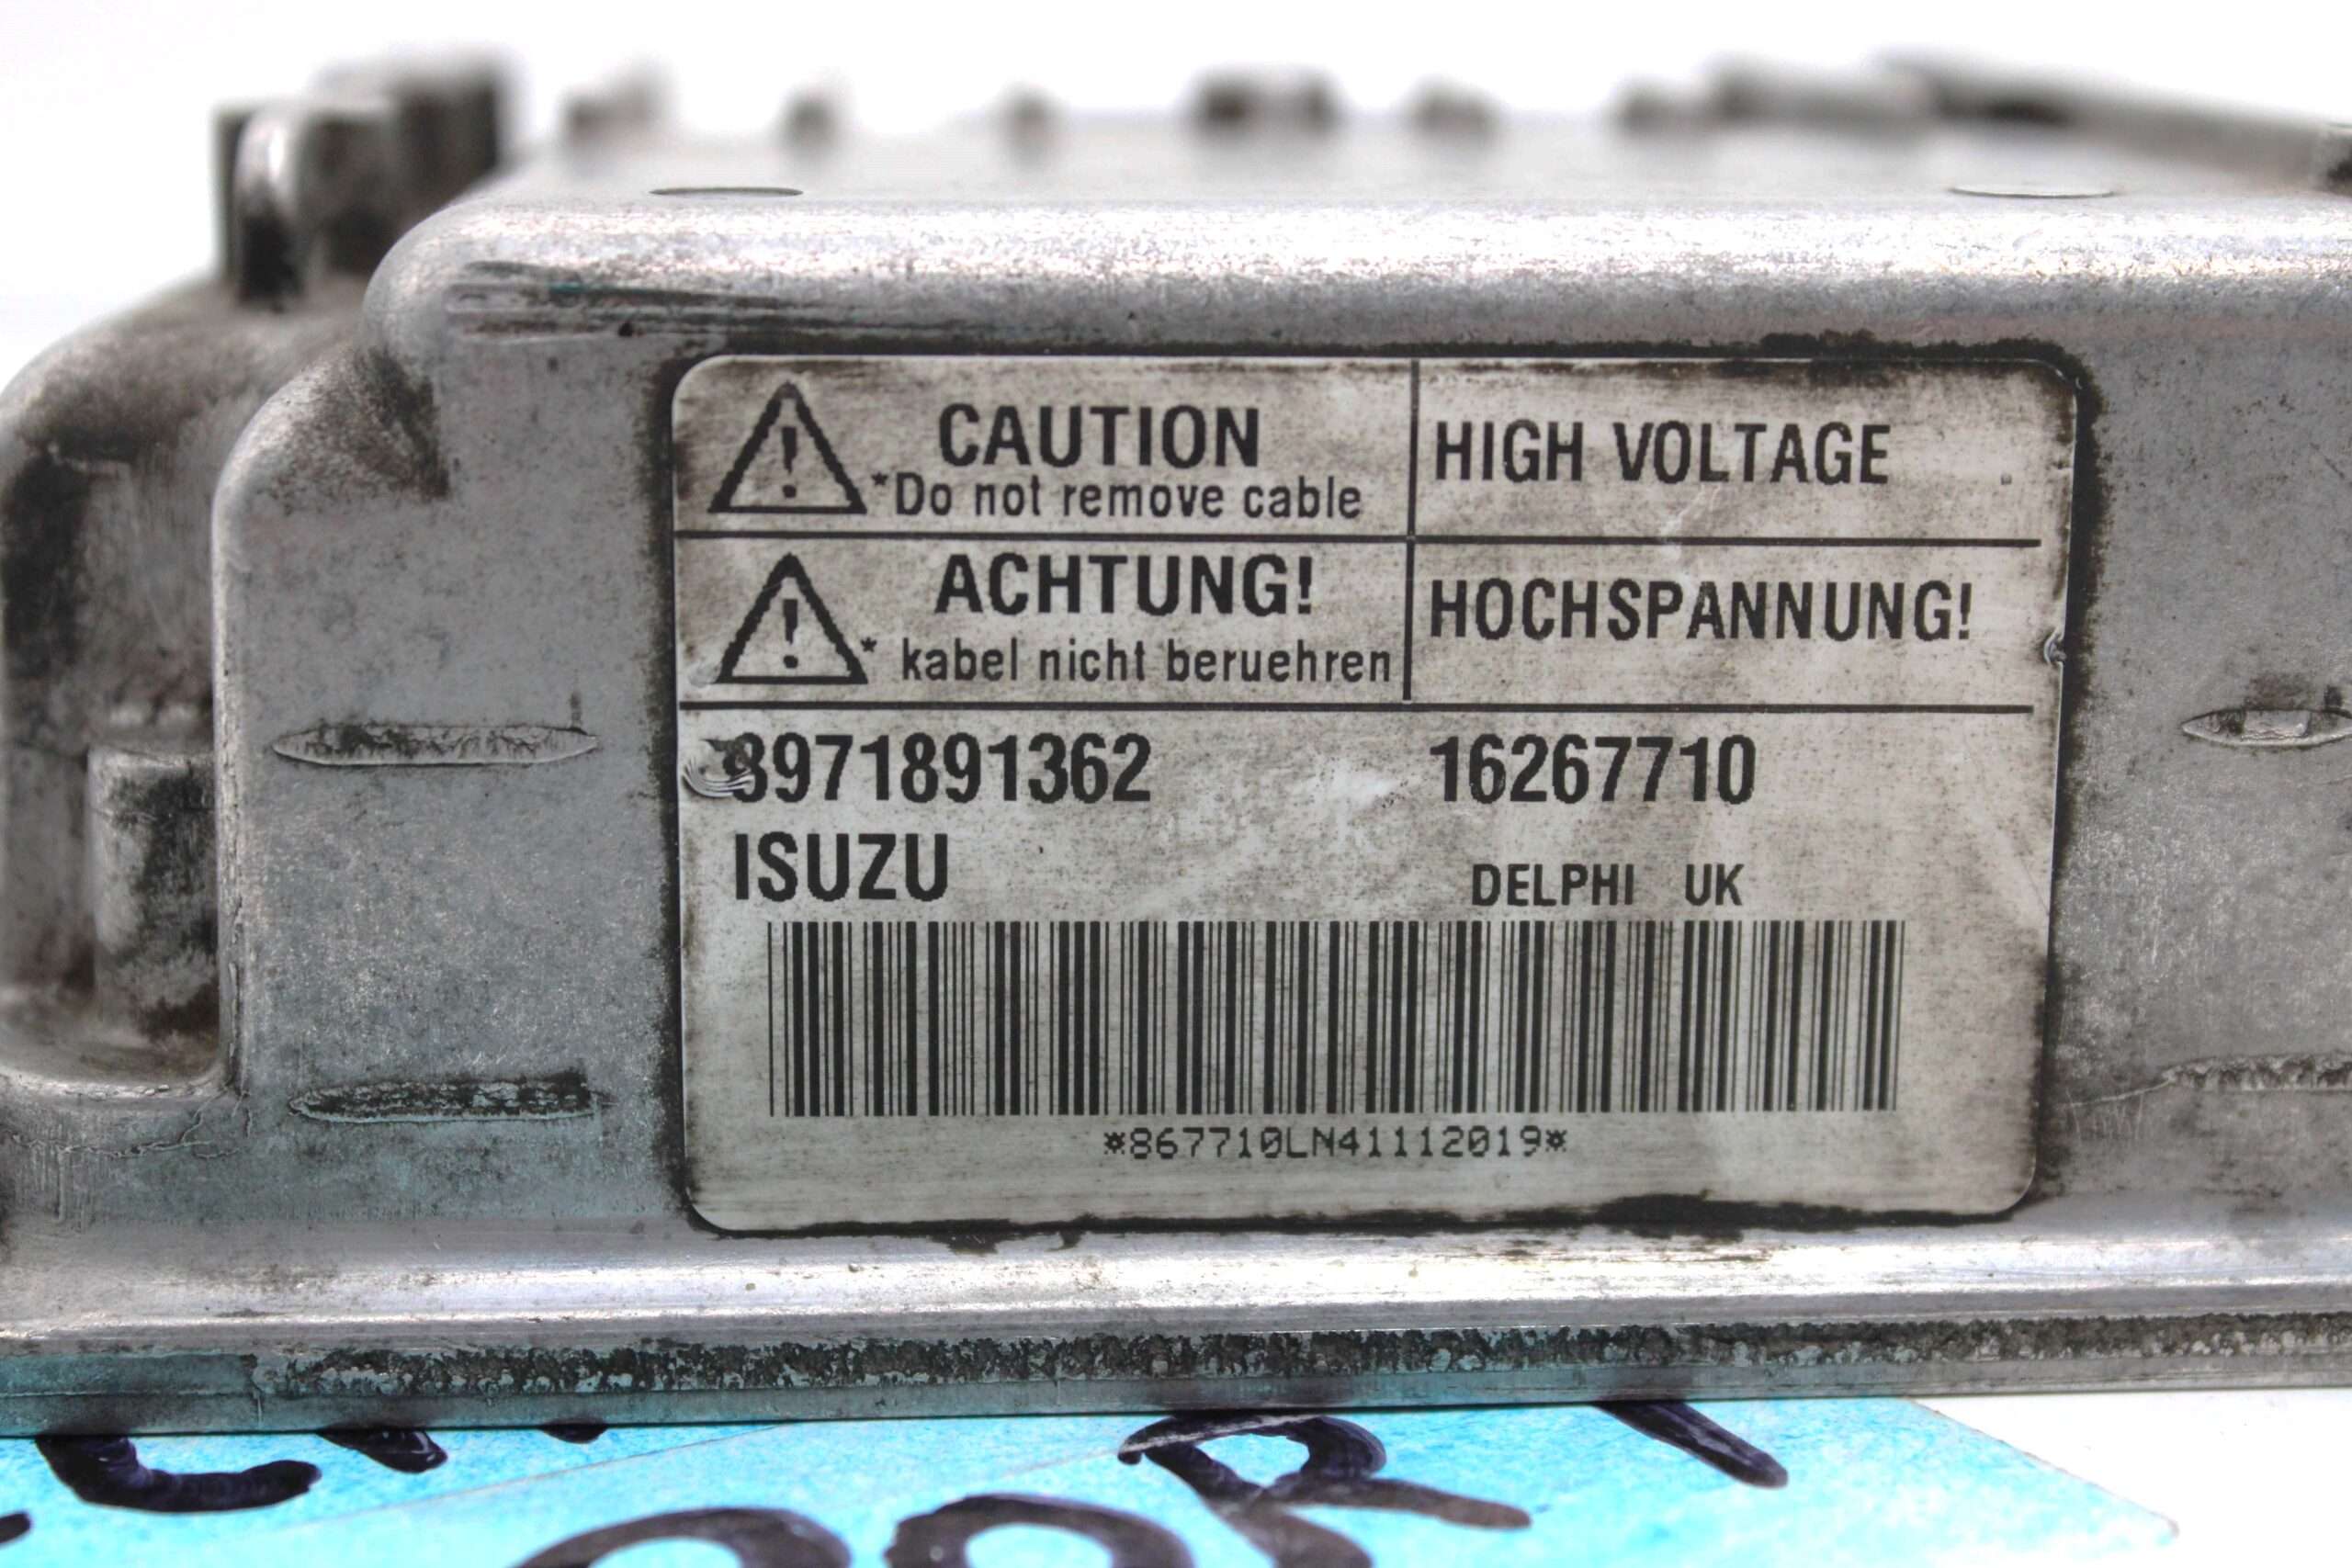 CAUTION
*Do not remove cable
HIGH VOLTAGE
ACHTUNG!
* kabel nicht beruehren
HOCHSPANNUNG!
8971891362 16267710
ISUZU DELPHI UK
*867710LN41112019*